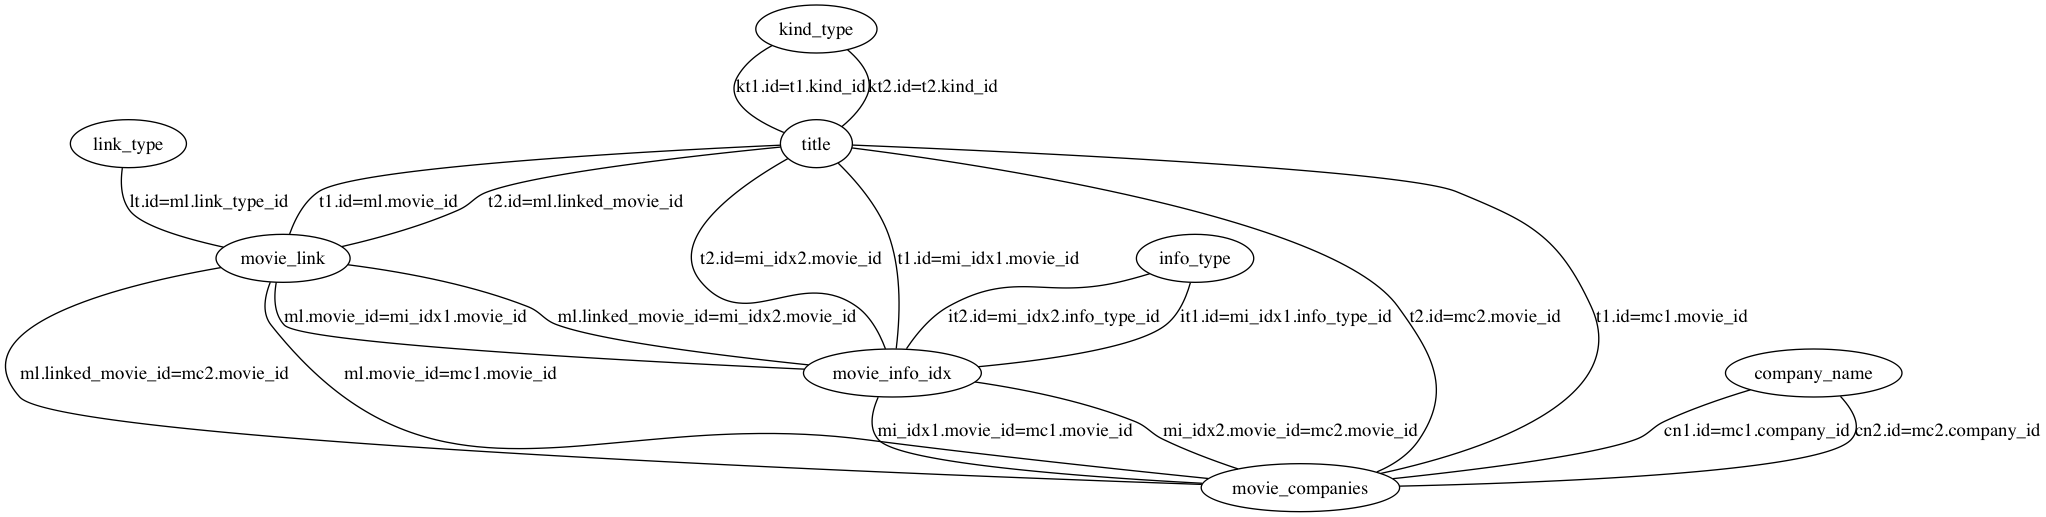 kind_type
kt1.id=t1.kind_id
kt2.id=t2.kind_id
link_type
title
lt.id=ml.link_type_id
t1.id=ml.movie_id
t2.id=ml.linked_movie_id
movie_link
t2.id=mi_idx2.movie_id
t1.id=mi_idx1.movie_id
info_type
ml.movie_id=mi_idx1.movie_id
ml.linked_movie_id=mi_idx2.movie_id
it2.id=mi_idx2.info_type_id
it1.id=mi_idx1.info_type_id
t2.id=mc2.movie_id
t1.id=mc1.movie_id
ml.linked_movie_id=mc2.movie_id
ml.movie_id=mc1.movie_id
movie_info_idx
company_name
mi_idx1.movie_id=mc1.movie_id
mi_idx2.movie_id=mc2.movie_id
cn1.id=mc1.company_id
cn2.id=mc2.company_id
movie_companies